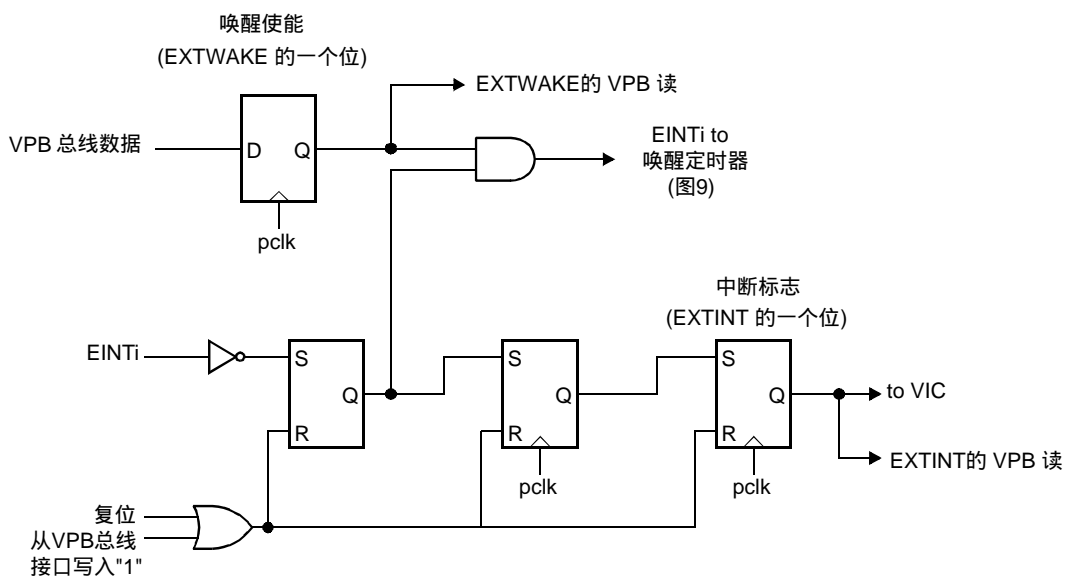 唤醒使能
(EXTWAKE 的一个位)
EXTWAKE的 VPB 读
VPB 总线数据
D
Q
EINTi to
唤醒定时器
(图9)
pclk
中断标志
(EXTINT 的一个位)
EINTi
S
Q
R
S
Q
R
pclk
S
Q
R
pclk
to VIC
EXTINT的 VPB 读
复位
从VPB总线
接口写入"1"